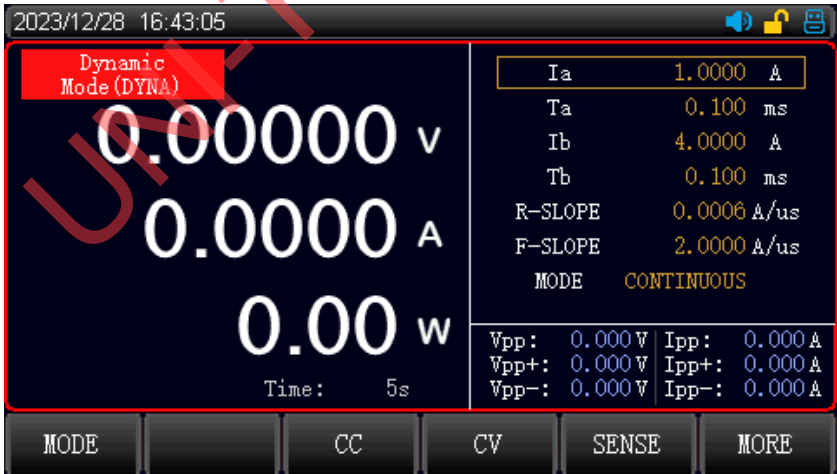 2023/12/28 16:43:05
Dynamic
Mode(DYNA)
0.00000 V
0.0000 A
0.00 W
Time: 5s
Ia 1.0000 A
Ta 0.100 ms
Ib 4.0000 A
Tb 0.100 ms
R-SLOPE 0.0006 A/us
F-SLOPE 2.0000 A/us
MODE CONTINUOUS
Vpp: 0.000 V Ipp: 0.000 A
Vpp+: 0.000 V Ipp+: 0.000 A
Vpp-: 0.000 V Ipp-: 0.000 A
MODE CC CV SENSE MORE
UNI-T